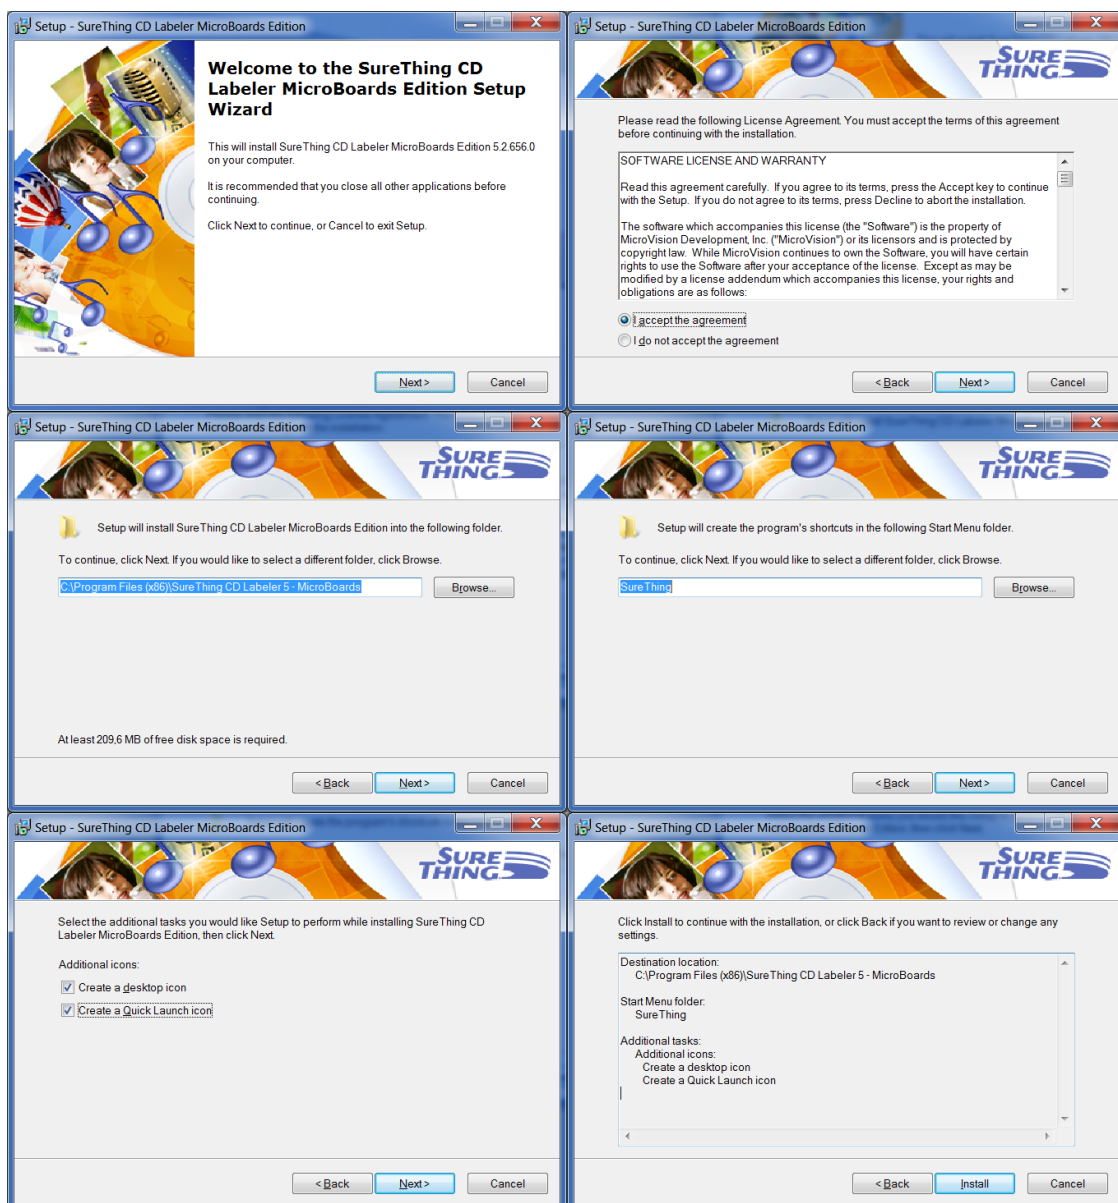 Setup - SureThing CD Labeler MicroBoards Edition
Welcome to the SureThing CD
Labeler MicroBoards Edition Setup
Wizard
This will install SureThing CD Labeler MicroBoards Edition 5.2.656.0
on your computer.
It is recommended that you close all other applications before
continuing.
Click Next to continue, or Cancel to exit Setup.
Next >
Cancel
Setup - SureThing CD Labeler MicroBoards Edition
SURE
THING
Please read the following License Agreement. You must accept the terms of this agreement
before continuing with the installation.
SOFTWARE LICENSE AND WARRANTY
Read this agreement carefully. If you agree to its terms, press the Accept key to continue
with the Setup. If you do not agree to its terms, press Decline to abort the installation.
The software which accompanies this license (the "Software") is the property of
MicroVision Development, Inc. ("MicroVision") or its licensors and is protected by
copyright law. While MicroVision continues to own the Software, you will have certain
rights to use the Software after your acceptance of the license. Except as may be
modified by a license addendum which accompanies this license, your rights and
obligations are as follows:
I accept the agreement
I do not accept the agreement
< Back
Next >
Cancel
Setup - SureThing CD Labeler MicroBoards Edition
SURE
THING
Setup will install SureThing CD Labeler MicroBoards Edition into the following folder.
To continue, click Next. If you would like to select a different folder, click Browse.
C:\Program Files (x86)\SureThing CD Labeler 5 - MicroBoards
Browse...
At least 209,6 MB of free disk space is required.
< Back
Next >
Cancel
Setup - SureThing CD Labeler MicroBoards Edition
SURE
THING
Setup will create the program's shortcuts in the following Start Menu folder.
To continue, click Next. If you would like to select a different folder, click Browse.
SureThing
Browse...
< Back
Next >
Cancel
Setup - SureThing CD Labeler MicroBoards Edition
SURE
THING
Select the additional tasks you would like Setup to perform while installing SureThing CD
Labeler MicroBoards Edition, then click Next.
Additional icons:
Create a desktop icon
Create a Quick Launch icon
< Back
Next >
Cancel
Setup - SureThing CD Labeler MicroBoards Edition
SURE
THING
Click Install to continue with the installation, or click Back if you want to review or change any
settings.
Destination location:
C:\Program Files (x86)\SureThing CD Labeler 5 - MicroBoards
Start Menu folder:
SureThing
Additional tasks:
Additional icons:
Create a desktop icon
Create a Quick Launch icon
< Back
Install
Cancel